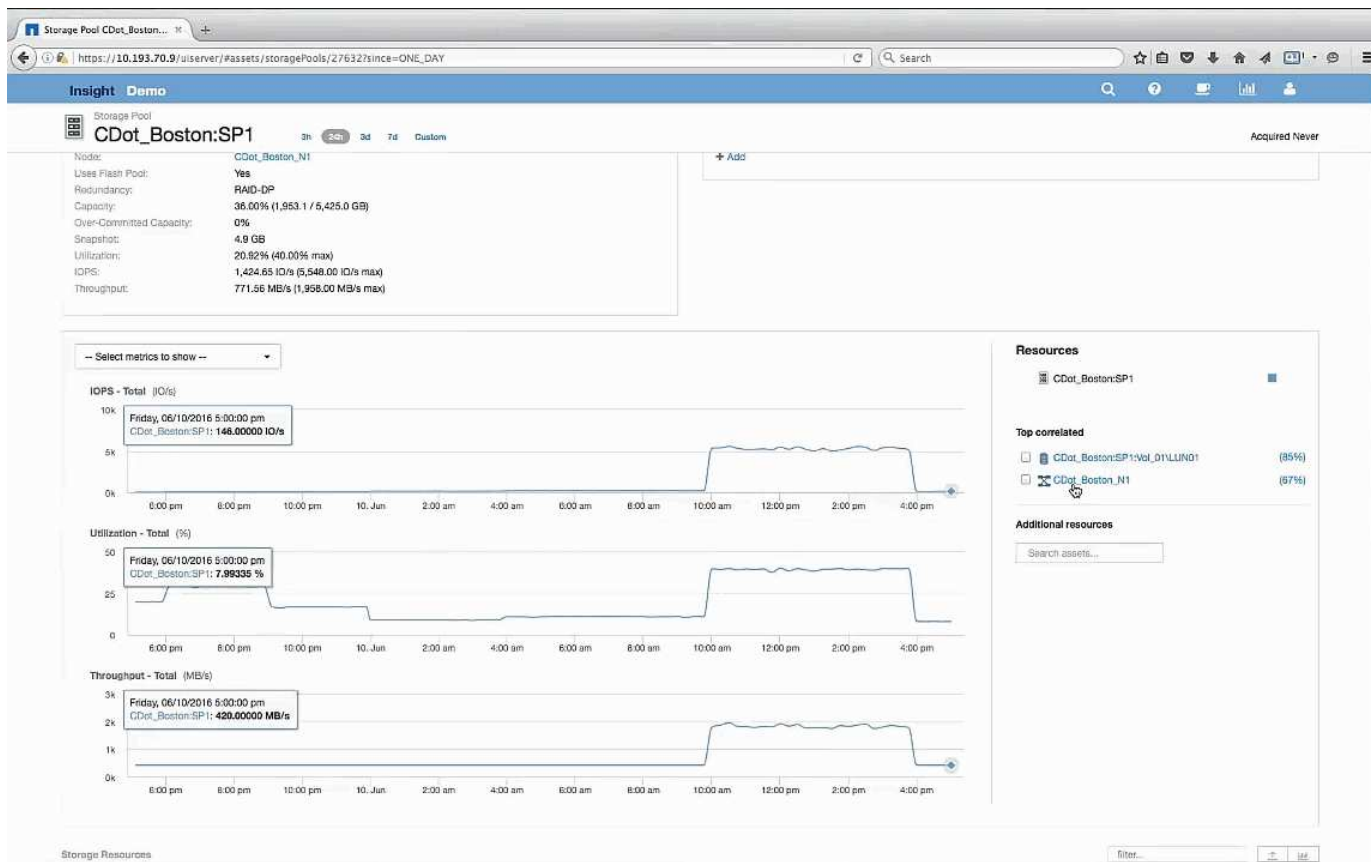 Storage Pool CDot_Boston...
https://10.193.70.9/uiserver/#assets/storagePools/27632?since=ONE_DAY
Search
Insight Demo
Storage Pool
CDot_Boston:SP1
3h 24h 3d 7d Custom
Acquired Never
Node: CDot_Boston_N1
+ Add
Uses Flash Pool: Yes
Redundancy: RAID-DP
Capacity: 36.00% (1,953.1 / 5,425.0 GB)
Over-Committed Capacity: 0%
Snapshot: 4.9 GB
Utilization: 20.92% (40.00% max)
IOPS: 1,424.65 IO/s (5,548.00 IO/s max)
Throughput: 771.56 MB/s (1,958.00 MB/s max)
-- Select metrics to show --
IOPS - Total (IO/s)
10k
5k
0k
Friday, 06/10/2016 5:00:00 pm
CDot_Boston:SP1: 146.00000 IO/s
6:00 pm 8:00 pm 10:00 pm 10. Jun 2:00 am 4:00 am 6:00 am 8:00 am 10:00 am 12:00 pm 2:00 pm 4:00 pm
Utilization - Total (%)
50
25
0
Friday, 06/10/2016 5:00:00 pm
CDot_Boston:SP1: 7.99335 %
6:00 pm 8:00 pm 10:00 pm 10. Jun 2:00 am 4:00 am 6:00 am 8:00 am 10:00 am 12:00 pm 2:00 pm 4:00 pm
Throughput - Total (MB/s)
3k
2k
1k
0k
Friday, 06/10/2016 5:00:00 pm
CDot_Boston:SP1: 420.00000 MB/s
6:00 pm 8:00 pm 10:00 pm 10. Jun 2:00 am 4:00 am 6:00 am 8:00 am 10:00 am 12:00 pm 2:00 pm 4:00 pm
Resources
CDot_Boston:SP1
Top correlated
CDot_Boston:SP1:Vol_01\LUN01 (85%)
CDot_Boston_N1 (67%)
Additional resources
Search assets...
Storage Resources
filter...